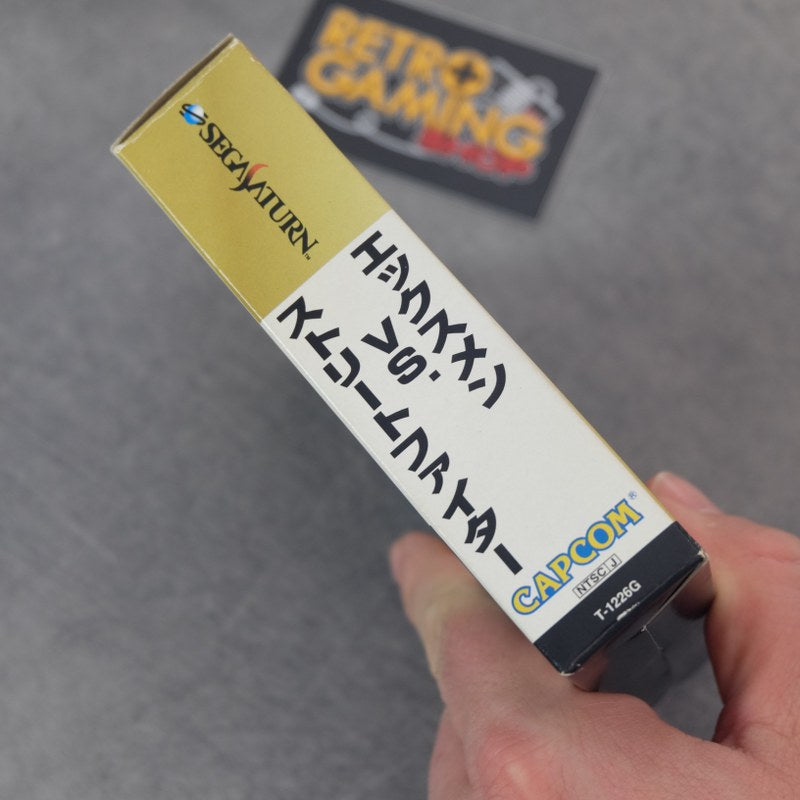 RETRO
GAMING
SHOP
SEGA SATURN™
エックスメン
VS.
ストリートファイター
CAPCOM®
NTSC J
T-1226G